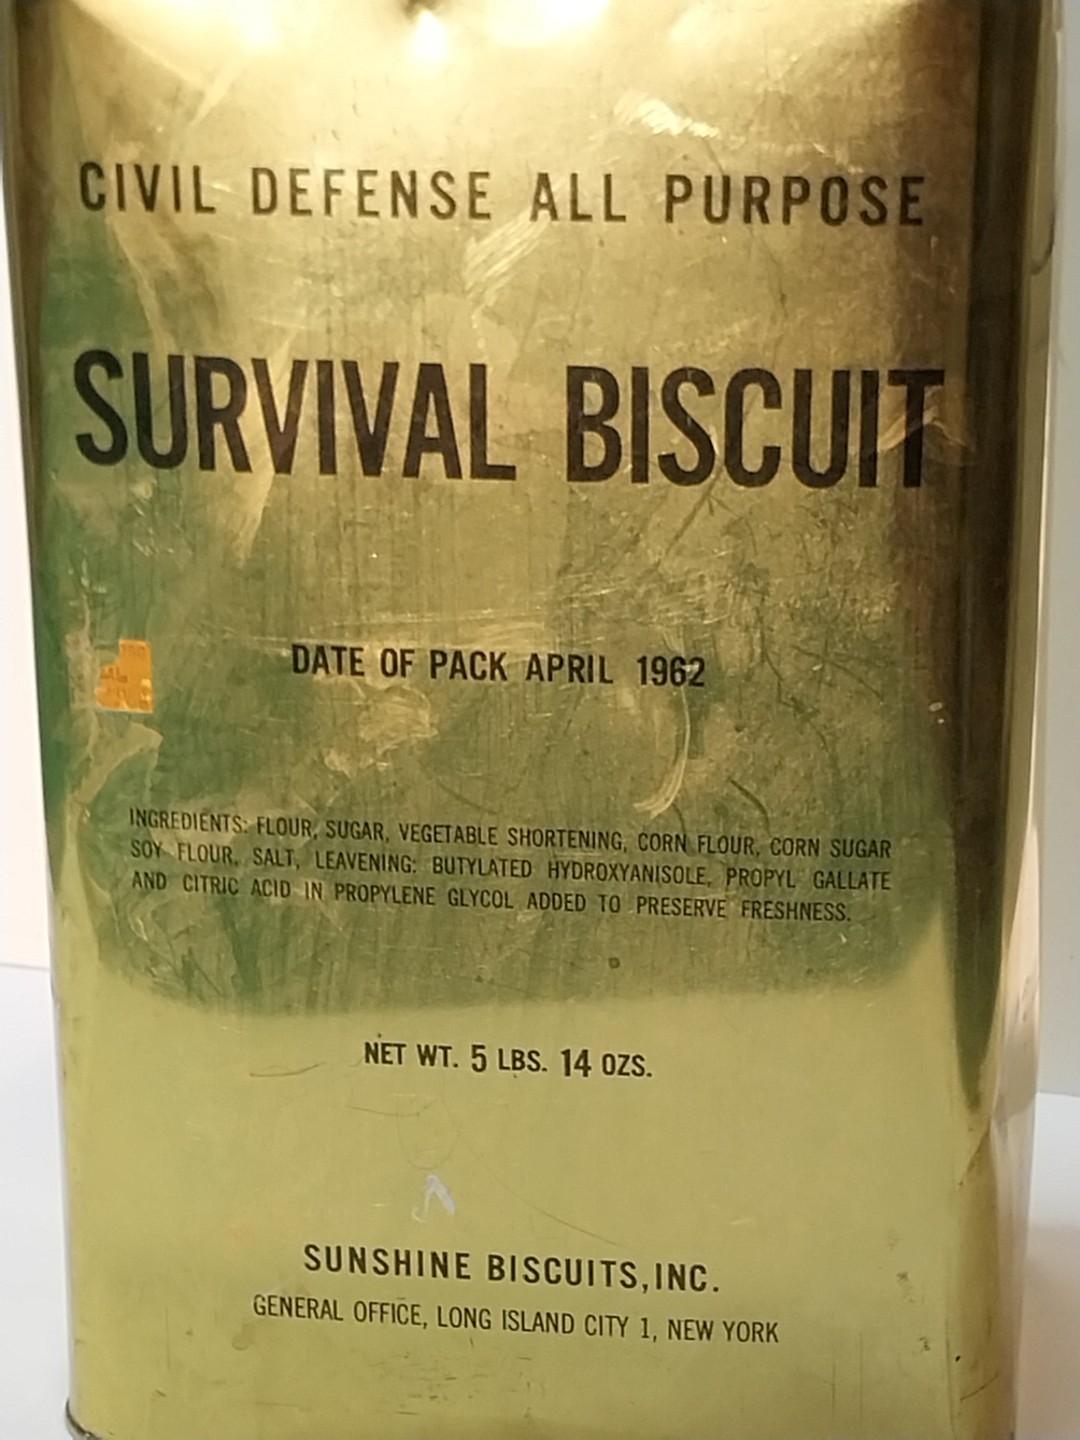 CIVIL DEFENSE ALL PURPOSE
SURVIVAL BISCUIT
DATE OF PACK APRIL 1962
INGREDIENTS: FLOUR, SUGAR, VEGETABLE SHORTENING, CORN FLOUR, CORN SUGAR
SOY FLOUR, SALT, LEAVENING: BUTYLATED HYDROXYANISOLE, PROPYL GALLATE
AND CITRIC ACID IN PROPYLENE GLYCOL ADDED TO PRESERVE FRESHNESS.
NET WT. 5 LBS. 14 OZS.
SUNSHINE BISCUITS, INC.
GENERAL OFFICE, LONG ISLAND CITY 1, NEW YORK